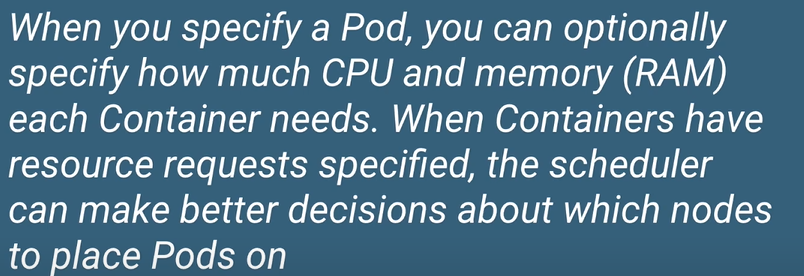 When you specify a Pod, you can optionally
specify how much CPU and memory (RAM)
each Container needs. When Containers have
resource requests specified, the scheduler
can make better decisions about which nodes
to place Pods on